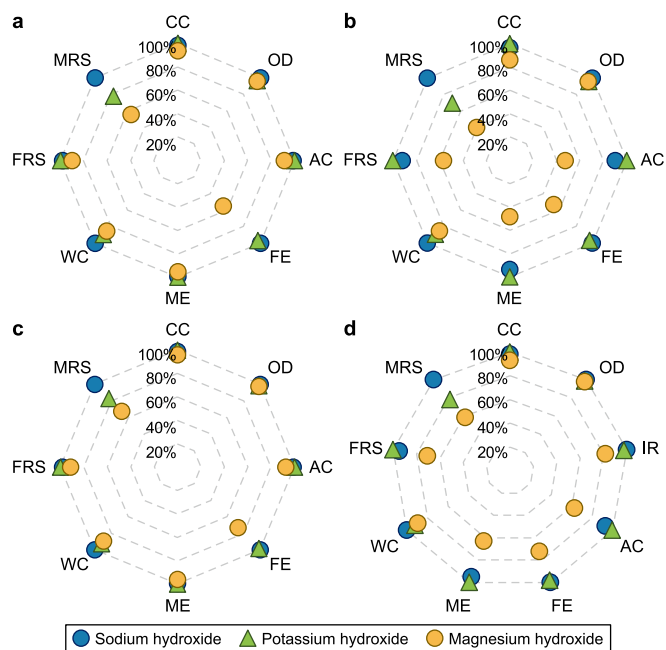 a
CC
100%
80%
60%
40%
20%
OD
AC
FE
ME
WC
FRS
MRS
b
CC
100%
80%
60%
40%
20%
OD
AC
FE
ME
WC
FRS
MRS
c
CC
100%
80%
60%
40%
20%
OD
AC
FE
ME
WC
FRS
MRS
d
CC
100%
80%
60%
40%
20%
OD
IR
AC
FE
ME
WC
FRS
MRS
Sodium hydroxide Potassium hydroxide Magnesium hydroxide